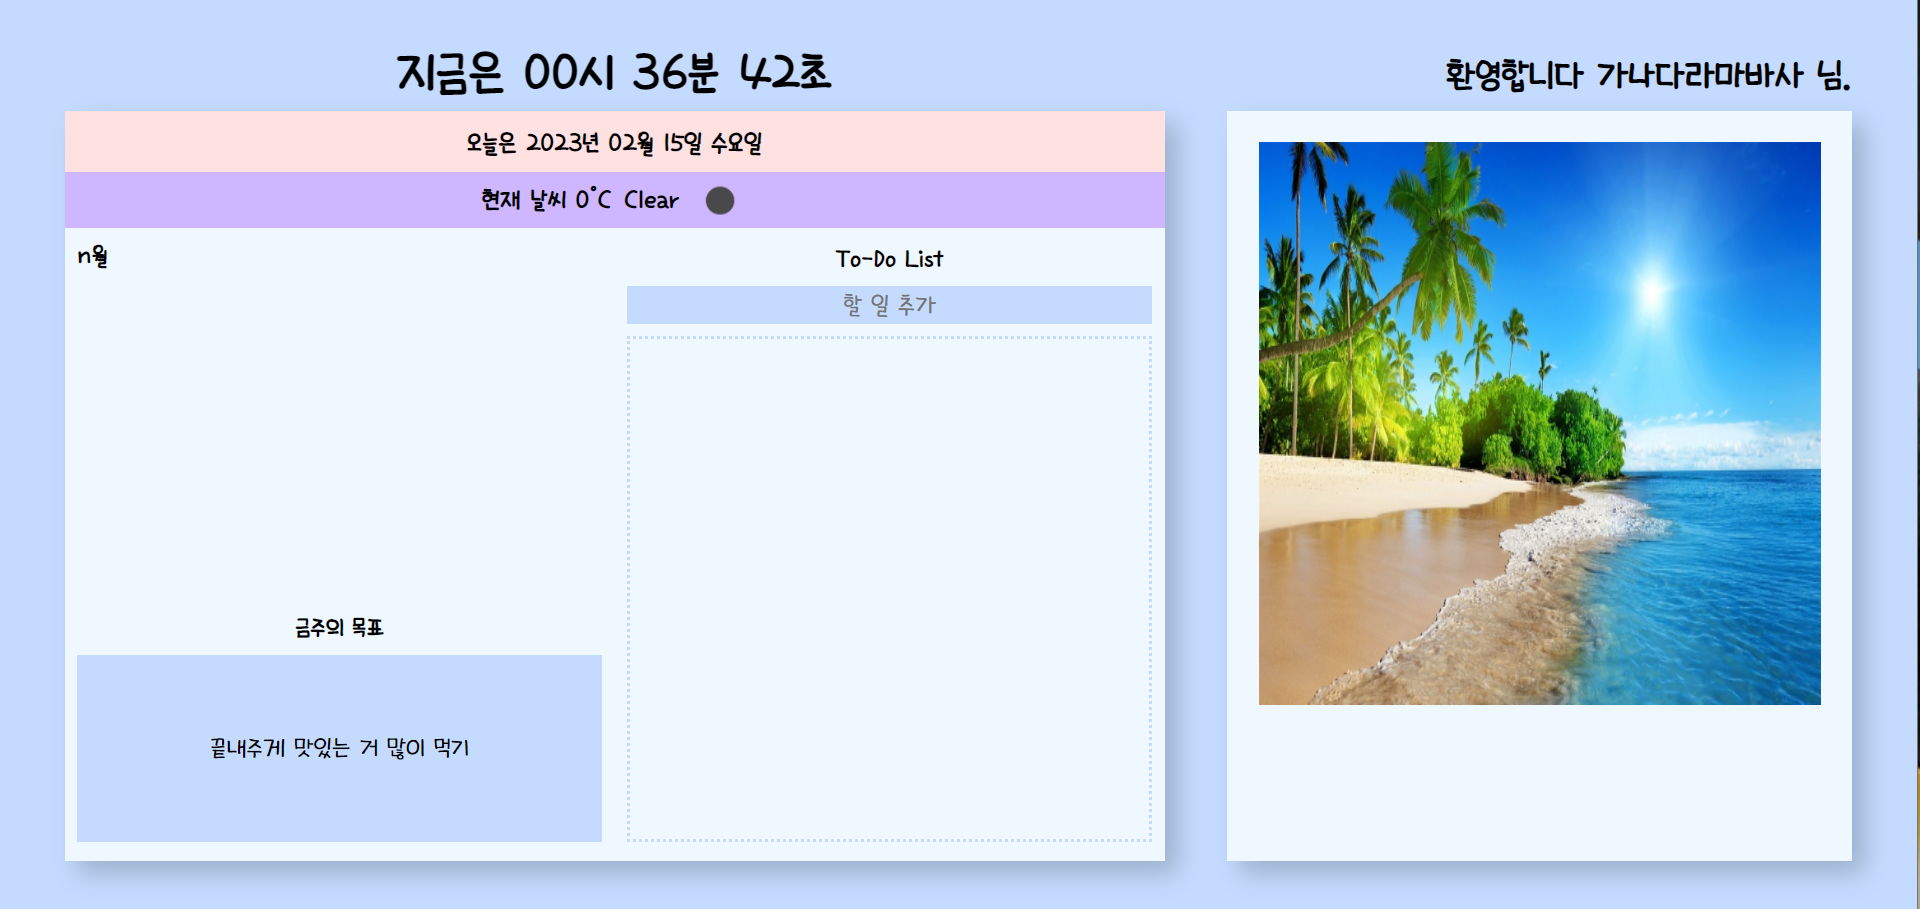 지금은 00시 36분 42초
환영합니다 가나다라마바사 님.
오늘은 2023년 02월 15일 수요일
현재 날씨 0°C Clear
n월
To-Do List
할 일 추가
금주의 목표
끝내주게 맛있는 거 많이 먹기